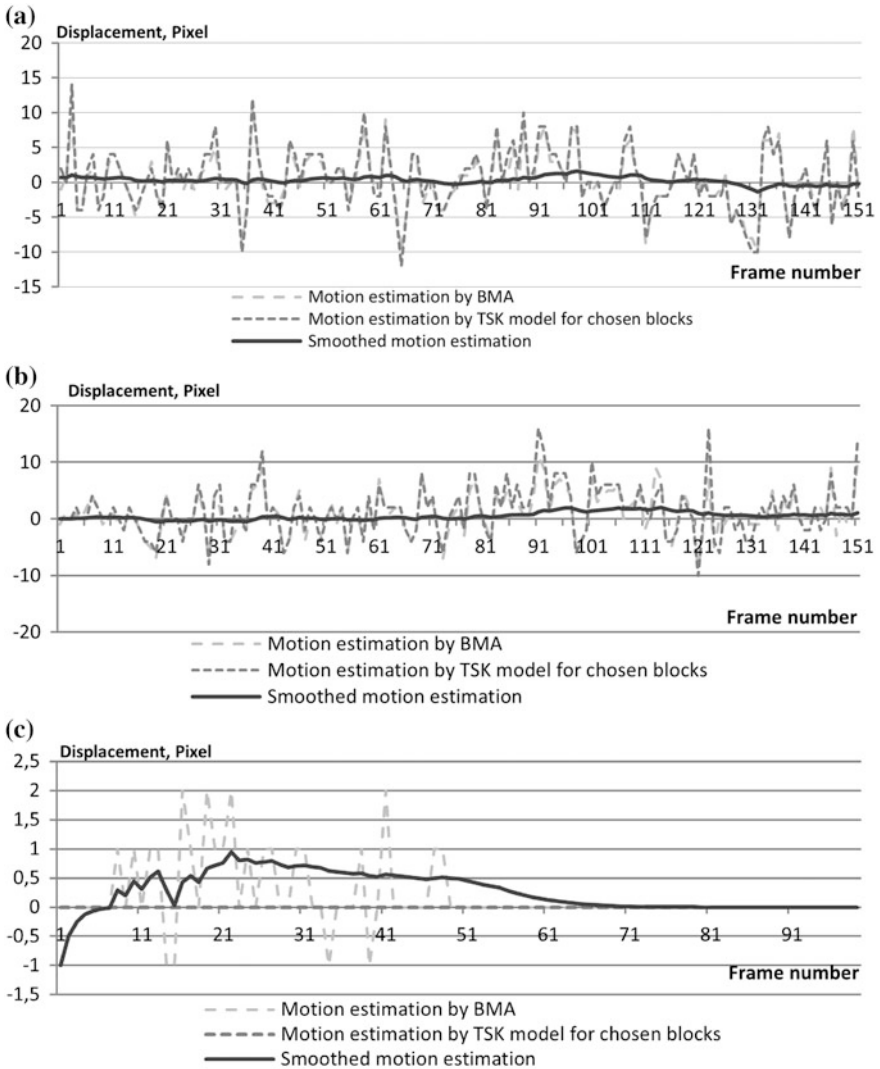 (a)
Displacement, Pixel
20
15
10
5
0
-5
-10
-15
1 11 21 31 41 51 61 71 81 91 101 111 121 131 141 151
Frame number
Motion estimation by BMA
Motion estimation by TSK model for chosen blocks
Smoothed motion estimation
(b)
Displacement, Pixel
20
10
0
-10
-20
1 11 21 31 41 51 61 71 81 91 101 111 121 131 141 151
Frame number
Motion estimation by BMA
Motion estimation by TSK model for chosen blocks
Smoothed motion estimation
(c)
Displacement, Pixel
2,5
2
1,5
1
0,5
0
-0,5
-1
-1,5
1 11 21 31 41 51 61 71 81 91
Frame number
Motion estimation by BMA
Motion estimation by TSK model for chosen blocks
Smoothed motion estimation